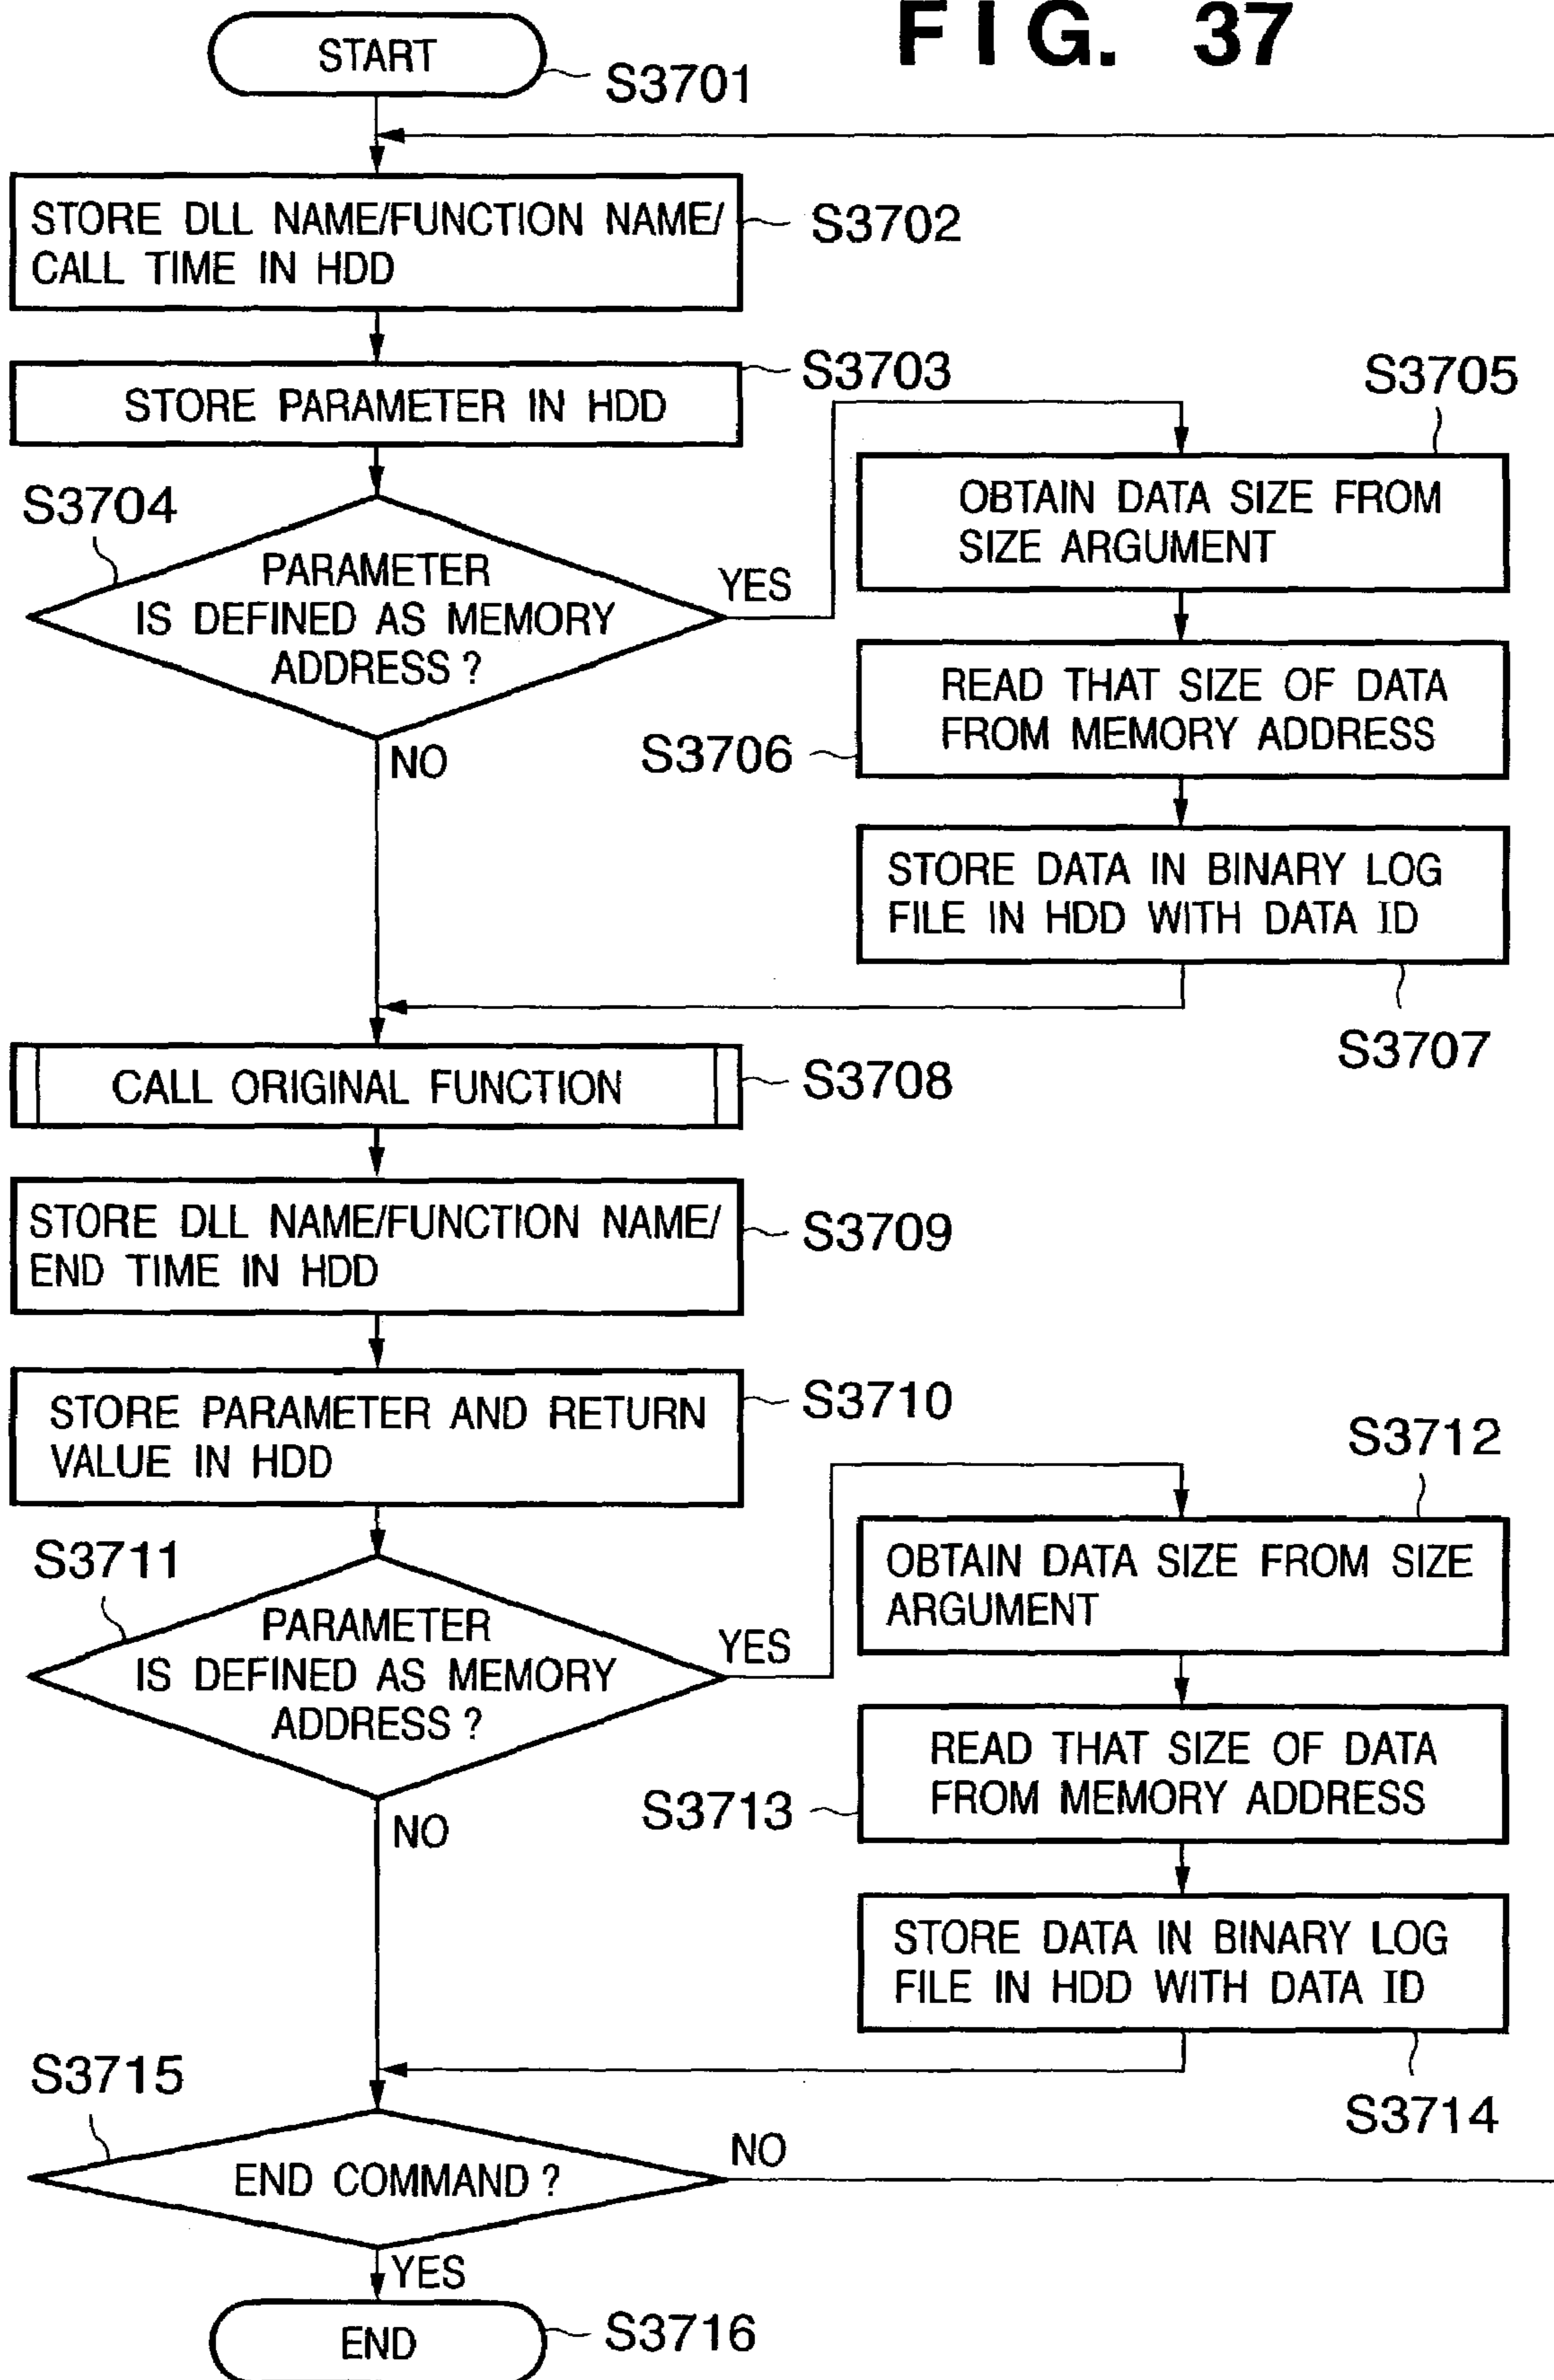 FIG. 37
START
S3701
STORE DLL NAME/FUNCTION NAME/
CALL TIME IN HDD
S3702
STORE PARAMETER IN HDD
S3703
S3704
PARAMETER
IS DEFINED AS MEMORY
ADDRESS ?
YES
NO
S3705
OBTAIN DATA SIZE FROM
SIZE ARGUMENT
READ THAT SIZE OF DATA
FROM MEMORY ADDRESS
S3706
STORE DATA IN BINARY LOG
FILE IN HDD WITH DATA ID
S3707
CALL ORIGINAL FUNCTION
S3708
STORE DLL NAME/FUNCTION NAME/
END TIME IN HDD
S3709
STORE PARAMETER AND RETURN
VALUE IN HDD
S3710
S3711
PARAMETER
IS DEFINED AS MEMORY
ADDRESS ?
YES
NO
S3712
OBTAIN DATA SIZE FROM SIZE
ARGUMENT
READ THAT SIZE OF DATA
FROM MEMORY ADDRESS
S3713
STORE DATA IN BINARY LOG
FILE IN HDD WITH DATA ID
S3714
S3715
END COMMAND ?
NO
YES
END
S3716